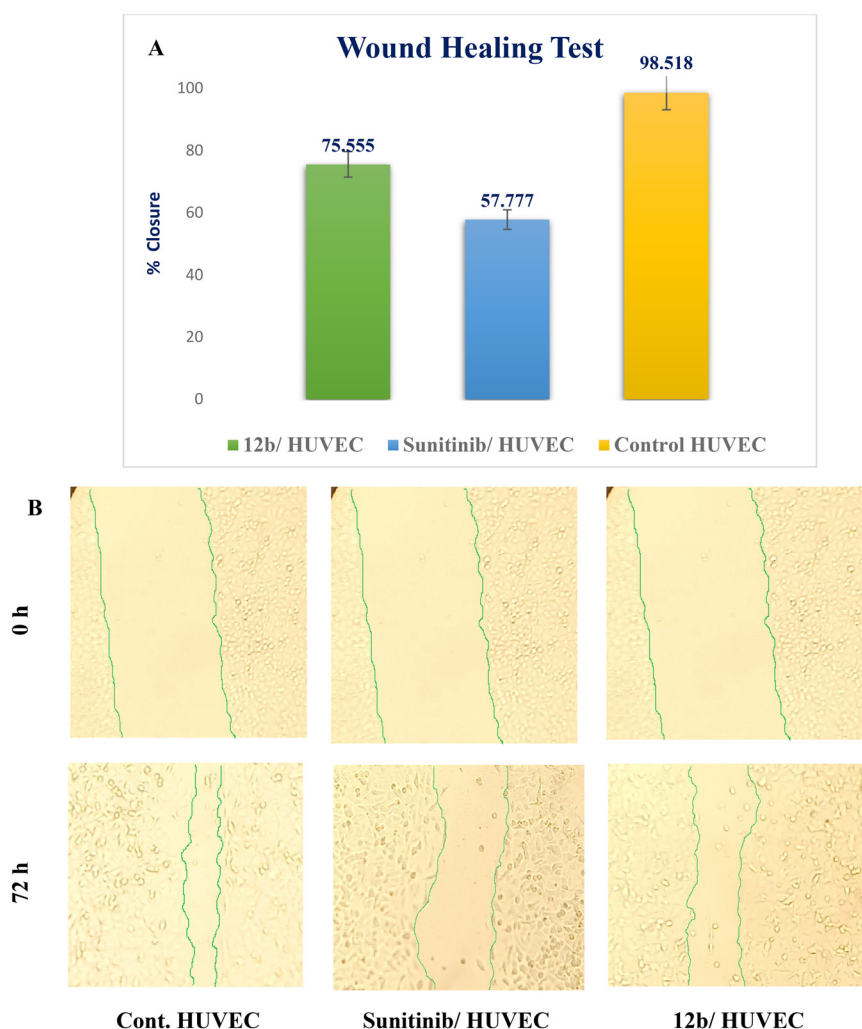 A
Wound Healing Test
98.518
75.555
57.777
% Closure
100
80
60
40
20
0
12b/ HUVEC
Sunitinib/ HUVEC
Control HUVEC
B
0 h
72 h
Cont. HUVEC
Sunitinib/ HUVEC
12b/ HUVEC